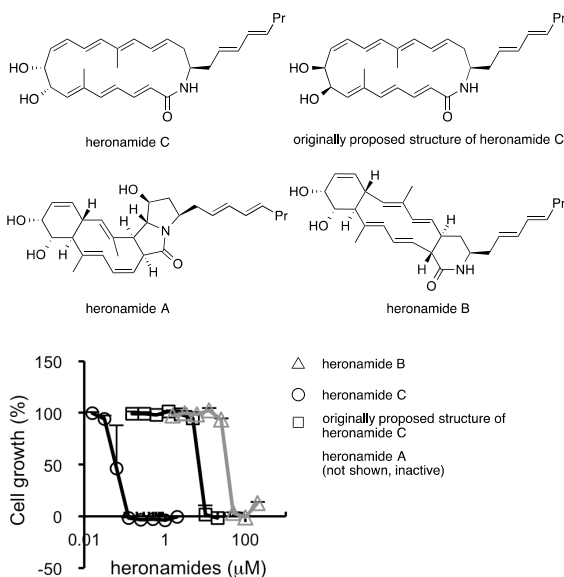 Pr
HO
HO
NH
O
heronamide C
Pr
HO
HO
NH
O
originally proposed structure of heronamide C
HO
H
H
N
Pr
HO
HO
H
H
H
O
heronamide A
H
Pr
HO
HO
H
H
H
O
N
H
heronamide B
150
100
50
0
-50
Cell growth (%)
0.01
1
100
heronamides (μM)
heronamide B
heronamide C
originally proposed structure of
heronamide C
heronamide A
(not shown, inactive)